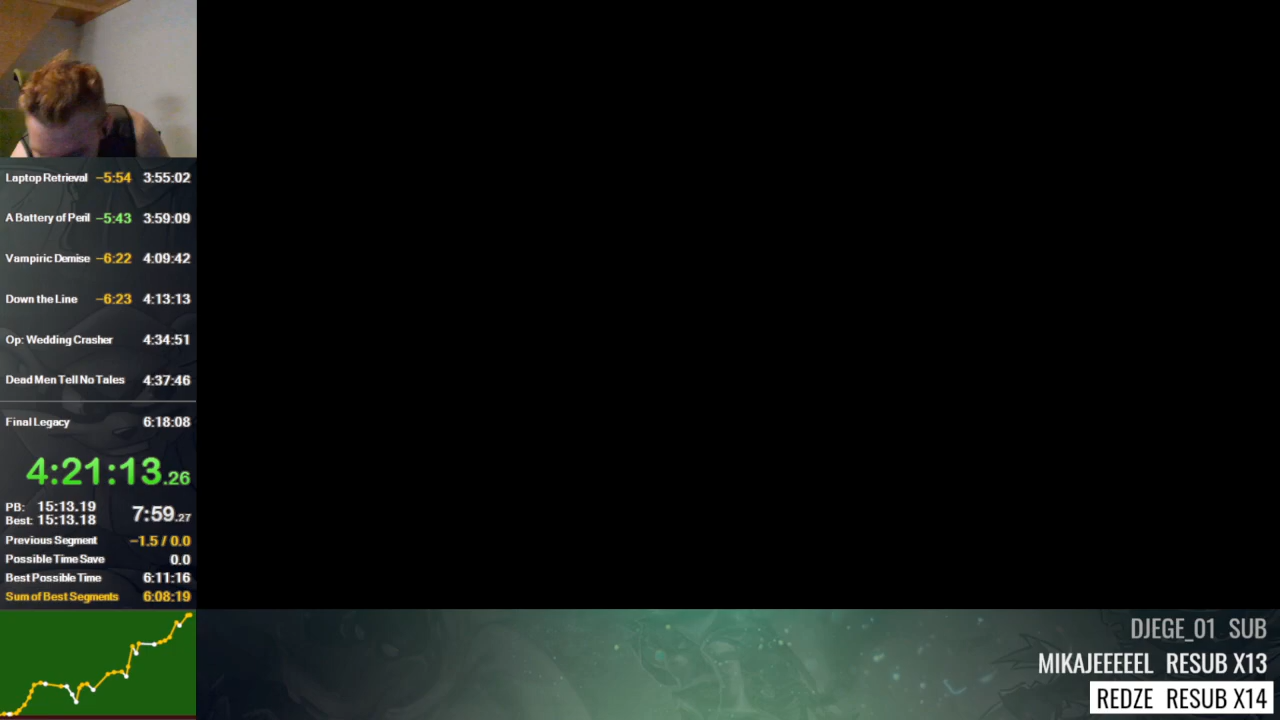 Laptop Retrieval −5:54 3:55:02
A Battery of Peril −5:43 3:59:09
Vampiric Demise −6:22 4:09:42
Down the Line −6:23 4:13:13
Op: Wedding Crasher 4:34:51
Dead Men Tell No Tales 4:37:46
Final Legacy 6:18:08
4:21:13.26
PB: 15:13.19
Best: 15:13.18
7:59.27
Previous Segment −1.5 / 0.0
Possible Time Save 0.0
Best Possible Time 6:11:16
Sum of Best Segments 6:08:19
DJEGE_01 SUB
MIKAJEEEEEL RESUB X13
REDZE RESUB X14